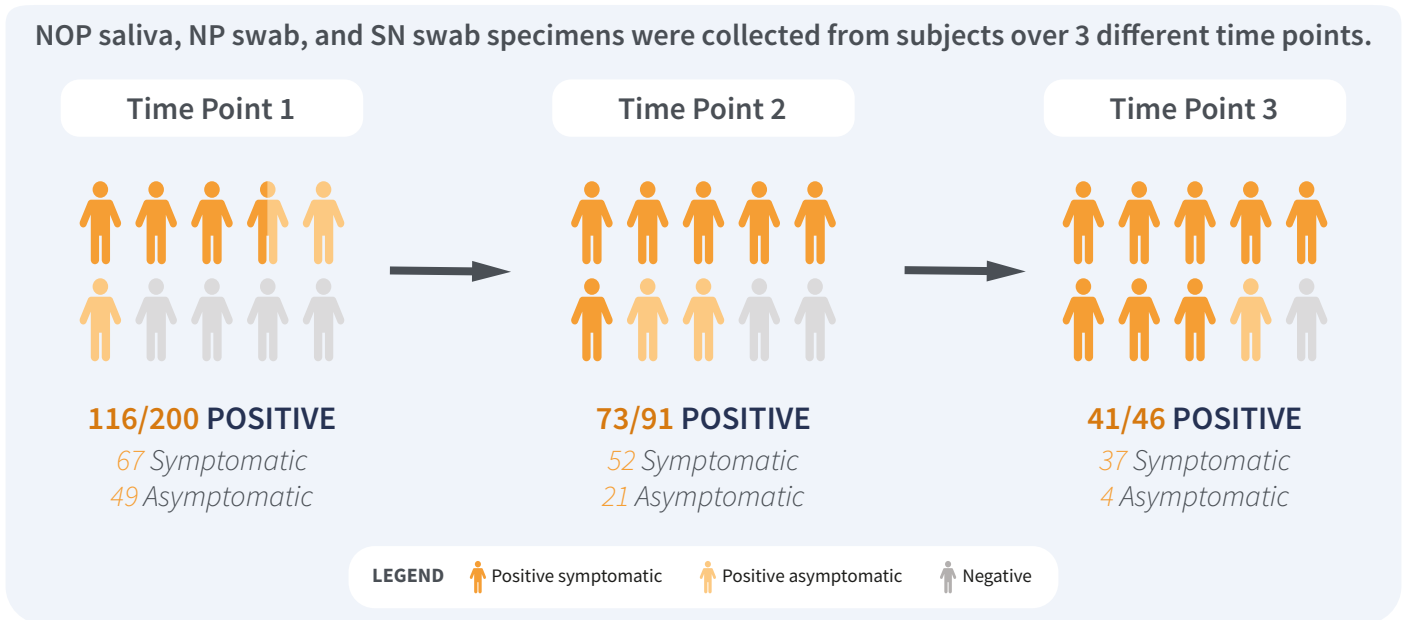 NOP saliva, NP swab, and SN swab specimens were collected from subjects over 3 different time points.
Time Point 1
Time Point 2
Time Point 3
116/200 POSITIVE
67 Symptomatic
49 Asymptomatic
73/91 POSITIVE
52 Symptomatic
21 Asymptomatic
41/46 POSITIVE
37 Symptomatic
4 Asymptomatic
LEGEND Positive symptomatic Positive asymptomatic Negative